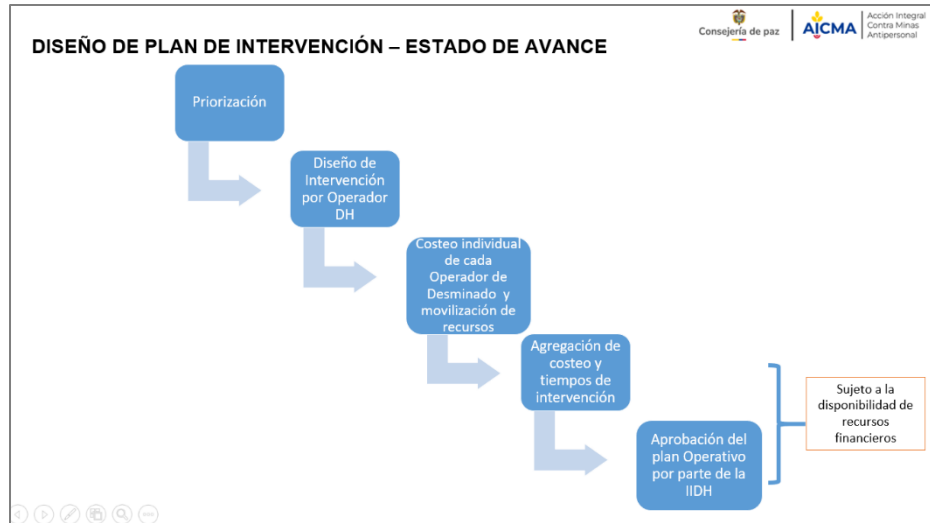 Consejería de paz
AICMA
Acción Integral
Contra Minas
Antipersonal
DISEÑO DE PLAN DE INTERVENCIÓN – ESTADO DE AVANCE
Priorización
Diseño de
Intervención
por Operador
DH
Costeo individual
de cada
Operador de
Desminado y
movilización de
recursos
Agregación de
costeo y
tiempos de
intervención
Aprobación del
plan Operativo
por parte de la
IIDH
Sujeto a la
disponibilidad de
recursos
financieros